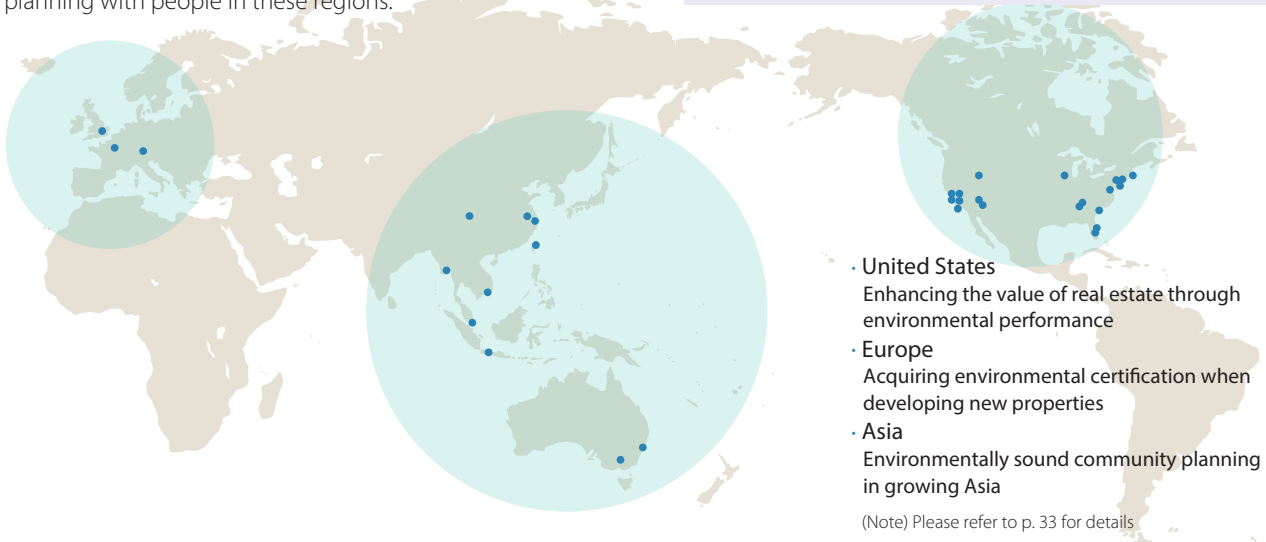 planning with people in these regions.
· United States
Enhancing the value of real estate through
environmental performance
· Europe
Acquiring environmental certification when
developing new properties
· Asia
Environmentally sound community planning
in growing Asia
(Note) Please refer to p. 33 for details